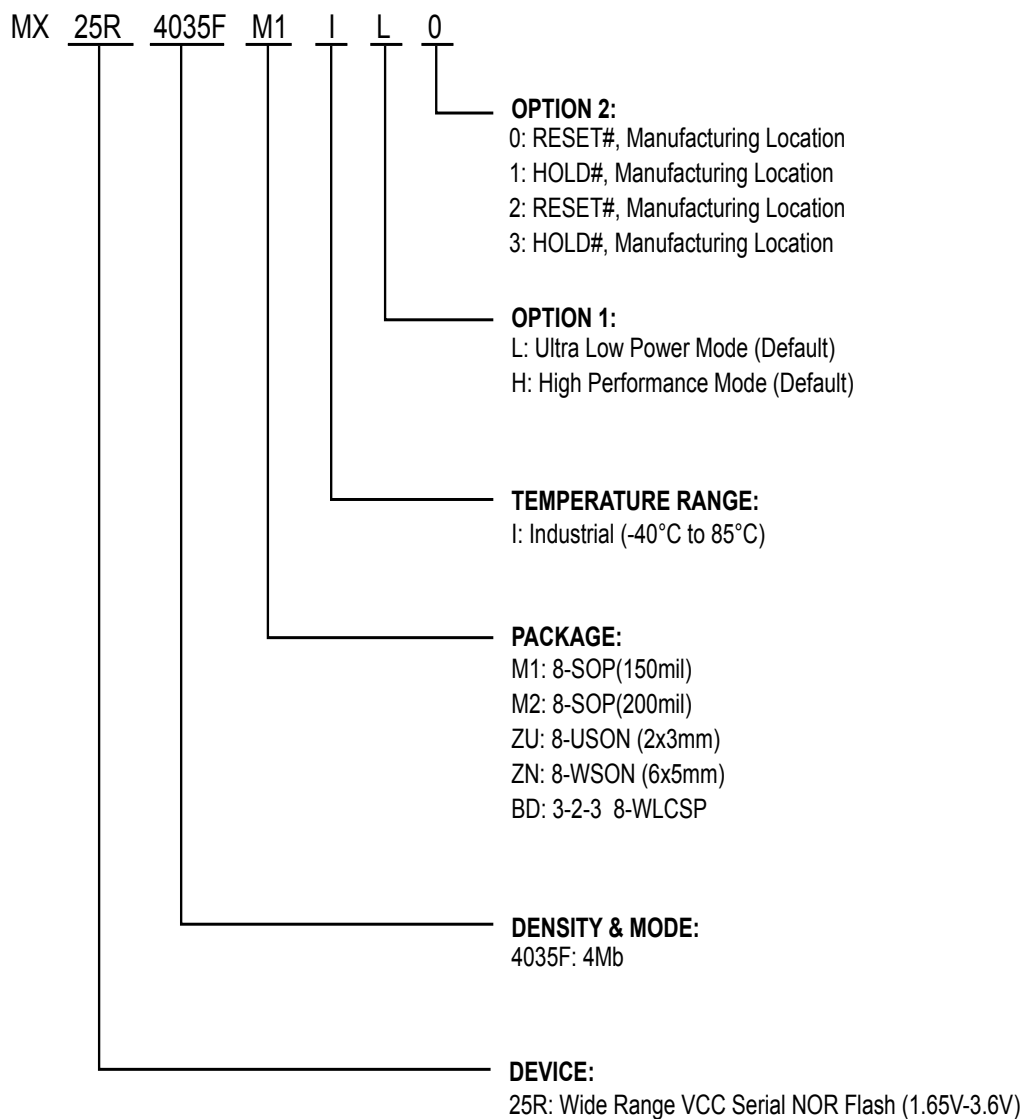 MX 25R 4035F M1 I L 0
OPTION 2:
0: RESET#, Manufacturing Location
1: HOLD#, Manufacturing Location
2: RESET#, Manufacturing Location
3: HOLD#, Manufacturing Location
OPTION 1:
L: Ultra Low Power Mode (Default)
H: High Performance Mode (Default)
TEMPERATURE RANGE:
I: Industrial (-40°C to 85°C)
PACKAGE:
M1: 8-SOP(150mil)
M2: 8-SOP(200mil)
ZU: 8-USON (2x3mm)
ZN: 8-WSON (6x5mm)
BD: 3-2-3 8-WLCSP
DENSITY & MODE:
4035F: 4Mb
DEVICE:
25R: Wide Range VCC Serial NOR Flash (1.65V-3.6V)